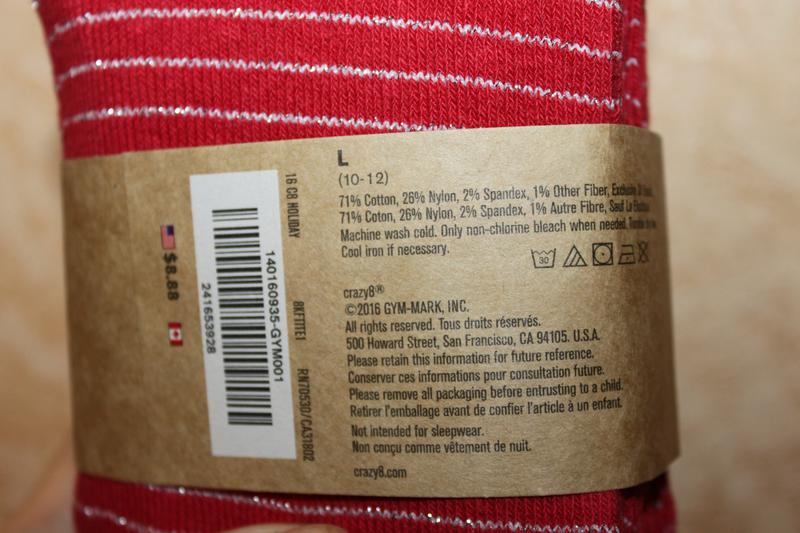 L
(10-12)
71% Cotton, 26% Nylon, 2% Spandex, 1% Other Fiber,
71% Coton, 26% Nylon, 2% Spandex, 1% Autre Fibre, Sauf
Machine wash cold. Only non-chlorine bleach when needed.
Cool iron if necessary.
30
crazy8®
©2016 GYM-MARK, INC.
All rights reserved. Tous droits réservés.
500 Howard Street, San Francisco, CA 94105. U.S.A.
Please retain this information for future reference.
Conserver ces informations pour consultation future.
Please remove all packaging before entrusting to a child.
Retirer l'emballage avant de confier l'article à un enfant.
Not intended for sleepwear.
Non conçu comme vêtement de nuit.
crazy8.com
16 C8 HOLIDAY
8KF11TE1
RN70530/CA31802
140160935-GYM001
241653928
$8.88